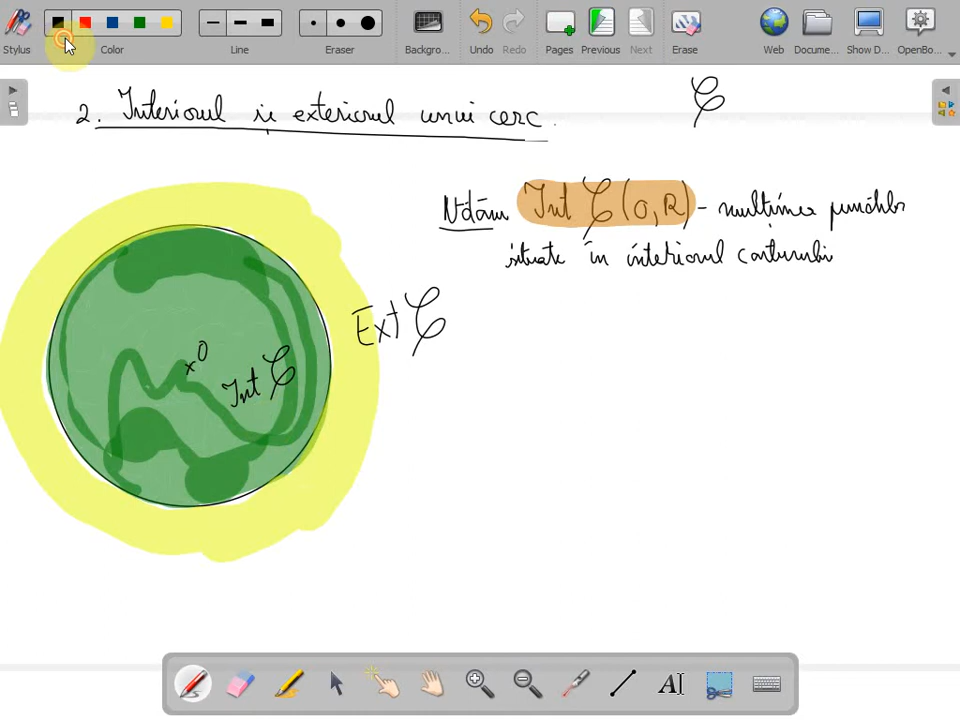 Stylus
Color
Line
Eraser
Backgro...
Undo
Redo
Pages
Previous
Next
Erase
Web
Docume...
Show D...
OpenBo...
2. Interiorul și exteriorul unui cerc.
𝒞
Notăm Int 𝒞(O,R) - mulțimea punctelor
situate în interiorul conturului
Ext 𝒞
×O
Int 𝒞